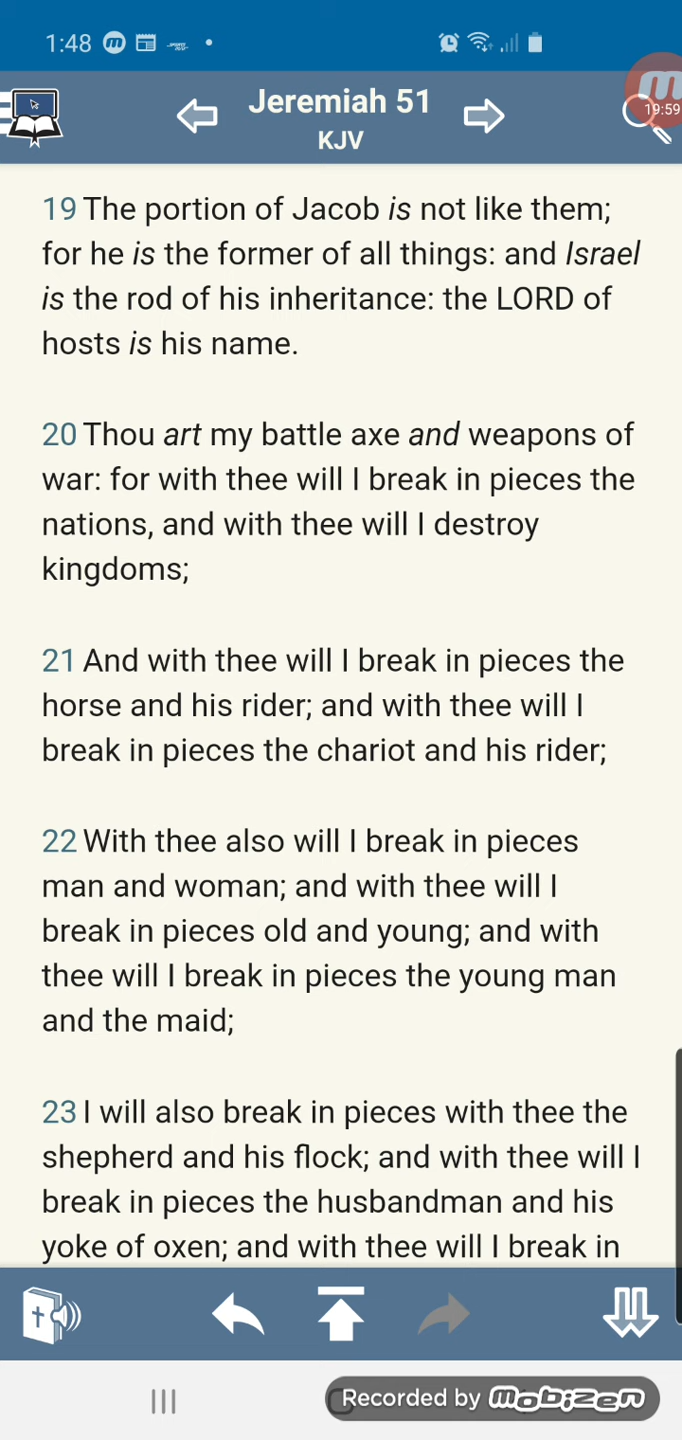 1:48
19:59
Jeremiah 51
KJV
19 The portion of Jacob is not like them;
for he is the former of all things: and Israel
is the rod of his inheritance: the LORD of
hosts is his name.
20 Thou art my battle axe and weapons of
war: for with thee will I break in pieces the
nations, and with thee will I destroy
kingdoms;
21 And with thee will I break in pieces the
horse and his rider; and with thee will I
break in pieces the chariot and his rider;
22 With thee also will I break in pieces
man and woman; and with thee will I
break in pieces old and young; and with
thee will I break in pieces the young man
and the maid;
23 I will also break in pieces with thee the
shepherd and his flock; and with thee will I
break in pieces the husbandman and his
yoke of oxen; and with thee will I break in
Recorded by mobizen